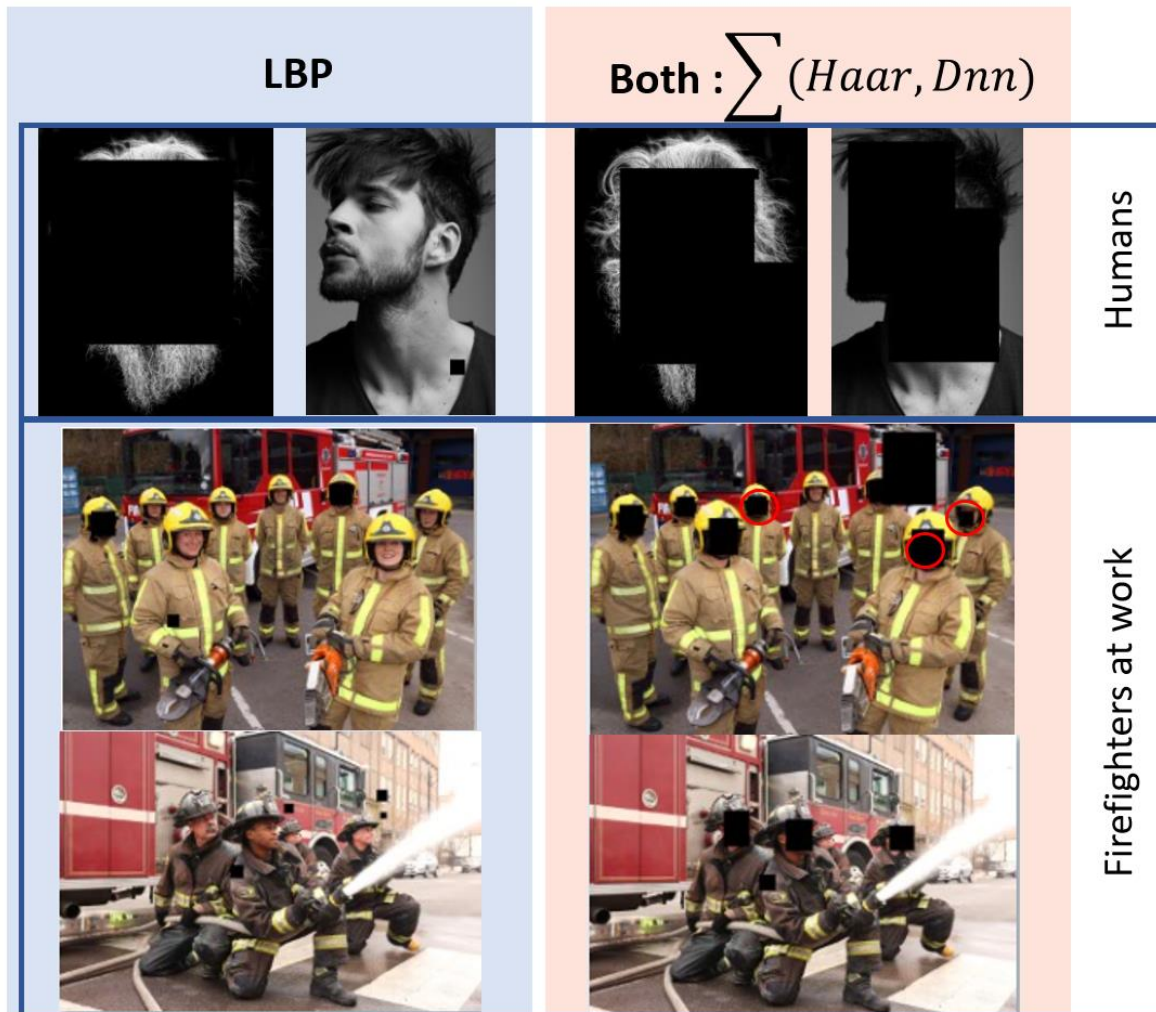 LBP
Both : ∑(Haar, Dnn)
Humans
Firefighters at work